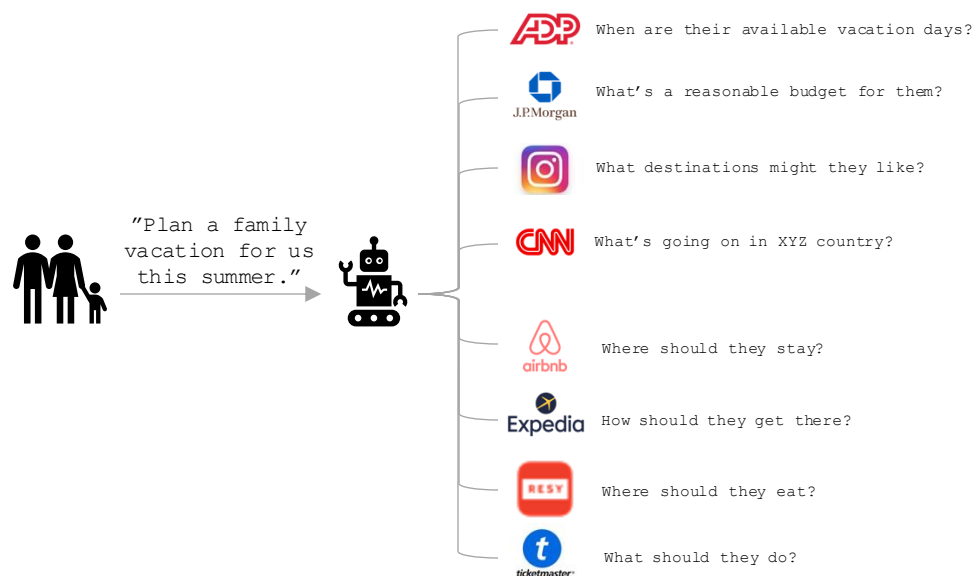 ADP
When are their available vacation days?
J.P.Morgan
What's a reasonable budget for them?
What destinations might they like?
"Plan a family
vacation for us
this summer."
CNN
What's going on in XYZ country?
airbnb
Where should they stay?
Expedia
How should they get there?
RESY
Where should they eat?
t
ticketmaster
What should they do?